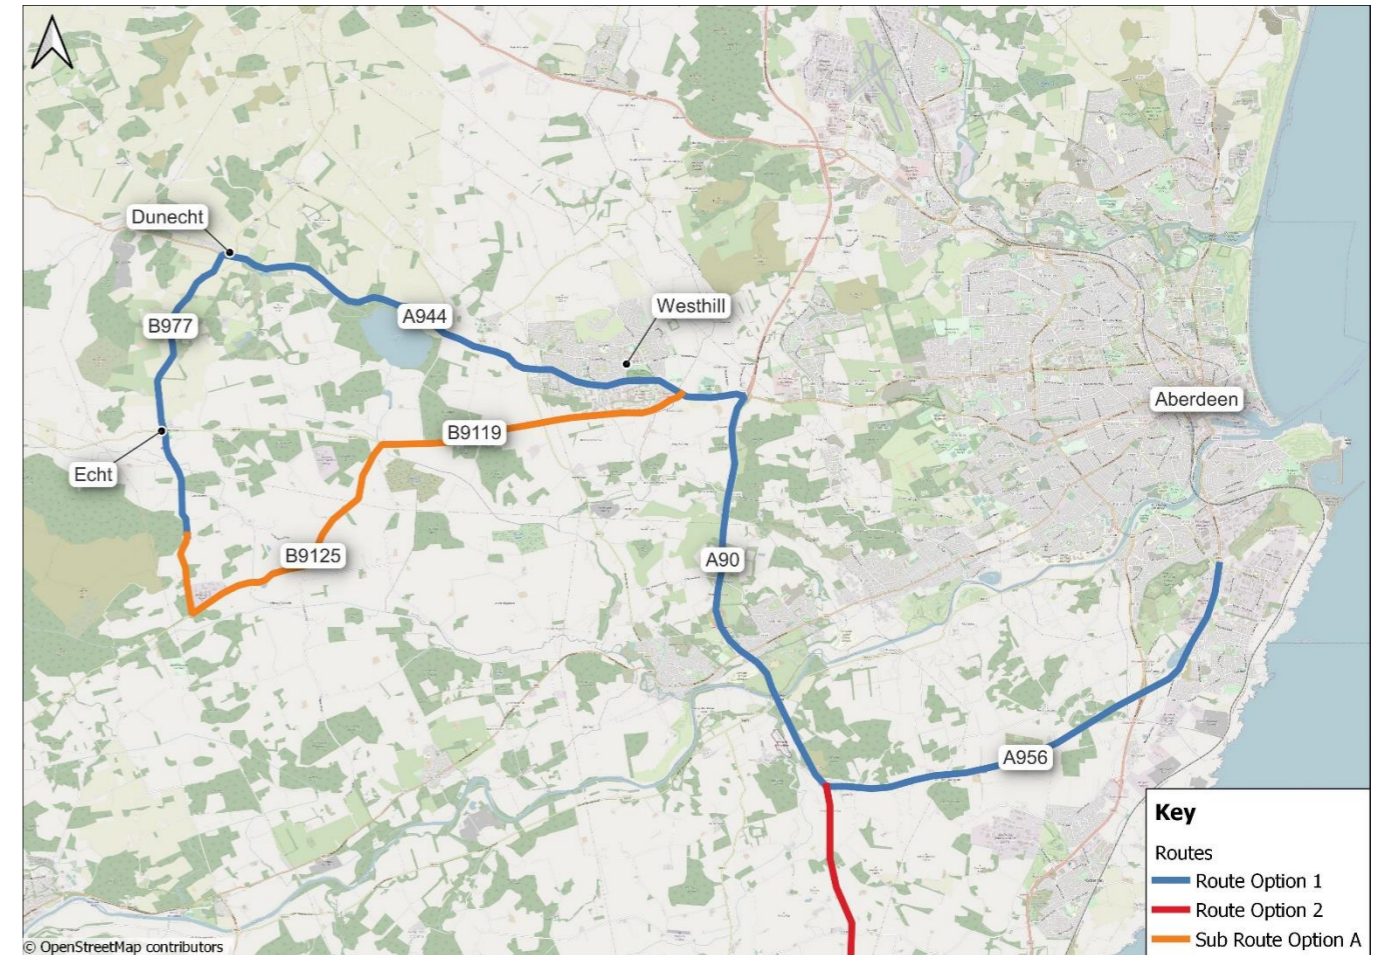 Dunecht
Westhill
B977
A944
Aberdeen
B9119
Echt
B9125
A90
A956
Key
Routes
Route Option 1
Route Option 2
Sub Route Option A
© OpenStreetMap contributors